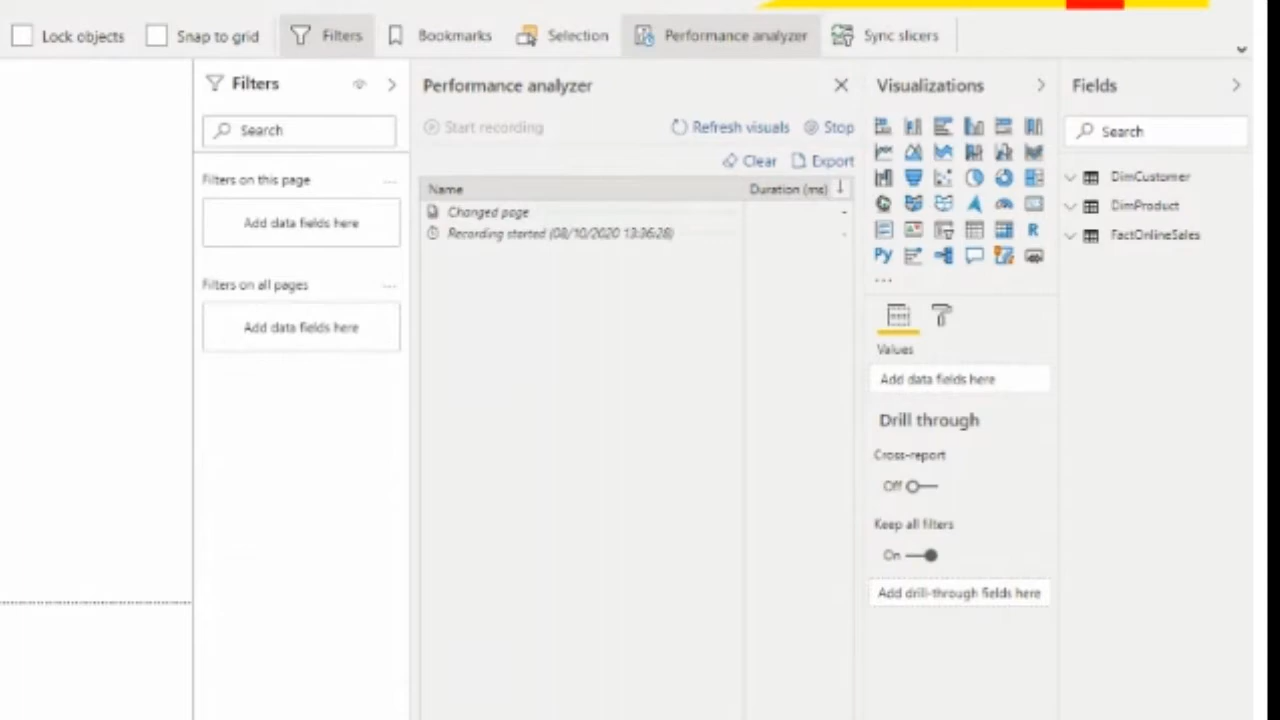 Lock objects
Snap to grid
Filters
Bookmarks
Selection
Performance analyzer
Sync slicers
Filters
Search
Filters on this page
Add data fields here
Filters on all pages
Add data fields here
Performance analyzer
Start recording
Refresh visuals
Stop
Clear
Export
Name
Duration (ms)
Changed page
-
Recording started (08/10/2020 13:36:28)
-
Visualizations
R
Py
Values
Add data fields here
Drill through
Cross-report
Off
Keep all filters
On
Add drill-through fields here
Fields
Search
DimCustomer
DimProduct
FactOnlineSales